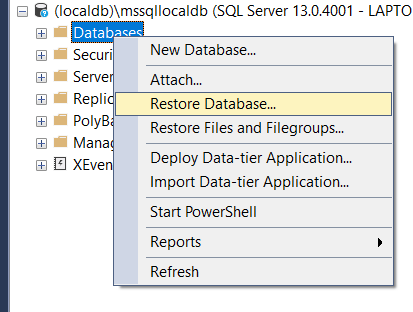 (localdb)\mssqllocaldb (SQL Server 13.0.4001 - LAPTO
Databases
Securi
Server
Replic
PolyBa
Manag
XEven
New Database...
Attach...
Restore Database...
Restore Files and Filegroups...
Deploy Data-tier Application...
Import Data-tier Application...
Start PowerShell
Reports
Refresh